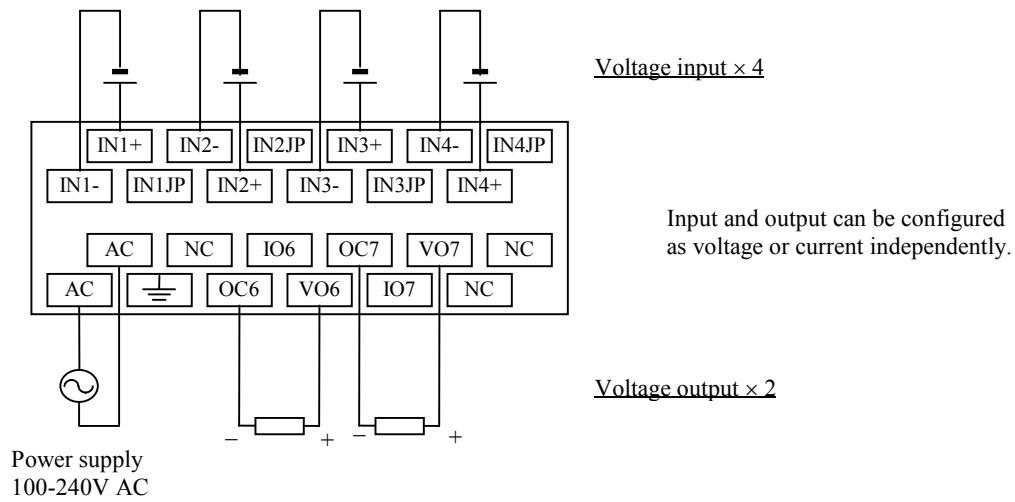 Voltage input × 4
IN1+ IN2- IN2JP IN3+ IN4- IN4JP
IN1- IN1JP IN2+ IN3- IN3JP IN4+
Input and output can be configured
as voltage or current independently.
AC NC IO6 OC7 VO7 NC
AC OC6 VO6 IO7 NC
Voltage output × 2
− + − +
Power supply
100-240V AC